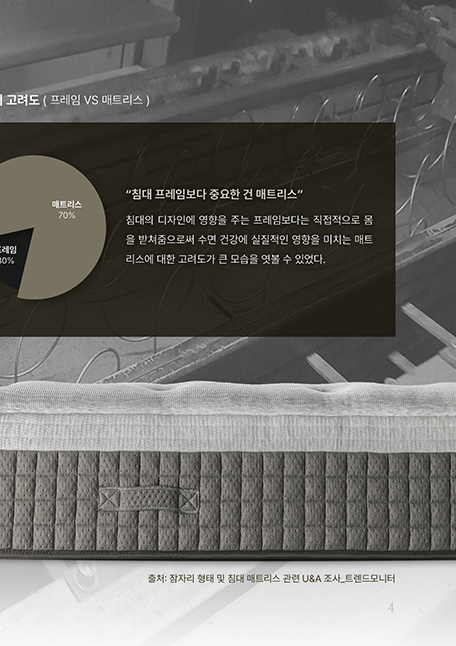 고려도 ( 프레임 VS 매트리스 )
매트리스
70%
“침대 프레임보다 중요한 건 매트리스“
침대의 디자인에 영향을 주는 프레임보다는 직접적으로 몸
을 받쳐줌으로써 수면 건강에 실질적인 영향을 미치는 매트
리스에 대한 고려도가 큰 모습을 엿볼 수 있었다.
레임
30%
출처: 잠자리 형태 및 침대 매트리스 관련 U&A 조사_트렌드모니터
4